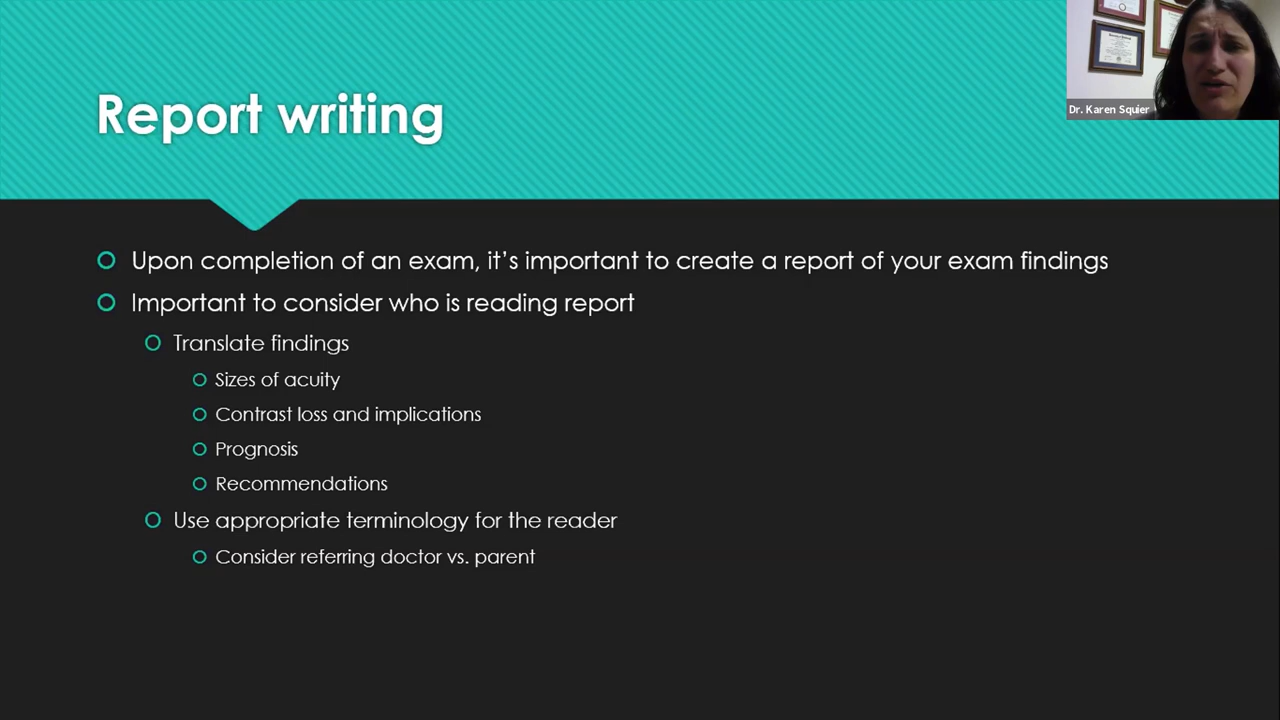 Dr. Karen Squier
Report writing
Upon completion of an exam, it's important to create a report of your exam findings
Important to consider who is reading report
Translate findings
Sizes of acuity
Contrast loss and implications
Prognosis
Recommendations
Use appropriate terminology for the reader
Consider referring doctor vs. parent